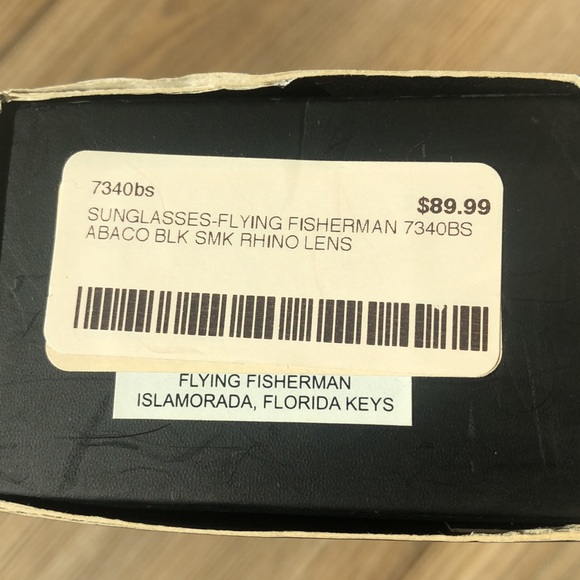 7340bs
$89.99
SUNGLASSES-FLYING FISHERMAN 7340BS
ABACO BLK SMK RHINO LENS
FLYING FISHERMAN
ISLAMORADA, FLORIDA KEYS